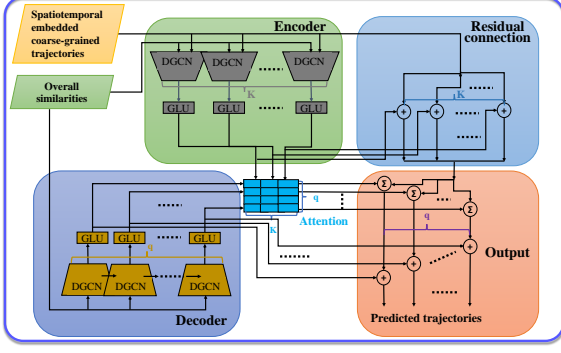 Spatiotemporal
embedded
coarse-grained
trajectories
Overall
similarities
Encoder
DGCN
DGCN
DGCN
K
GLU
GLU
GLU
Residual
connection
K
+
+
+
Attention
q
K
GLU
GLU
GLU
q
DGCN
DGCN
DGCN
Decoder
Σ
Σ
Σ
q
+
+
+
Output
Predicted trajectories